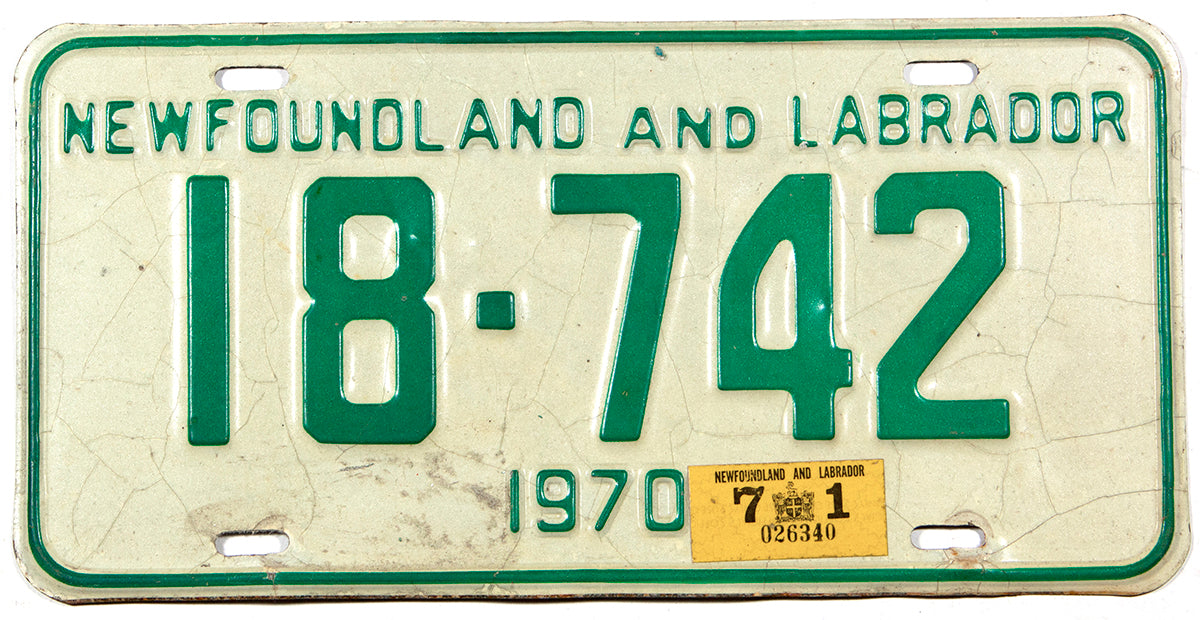 NEWFOUNDLAND AND LABRADOR
18·742
1970
NEWFOUNDLAND AND LABRADOR
7 1
026340